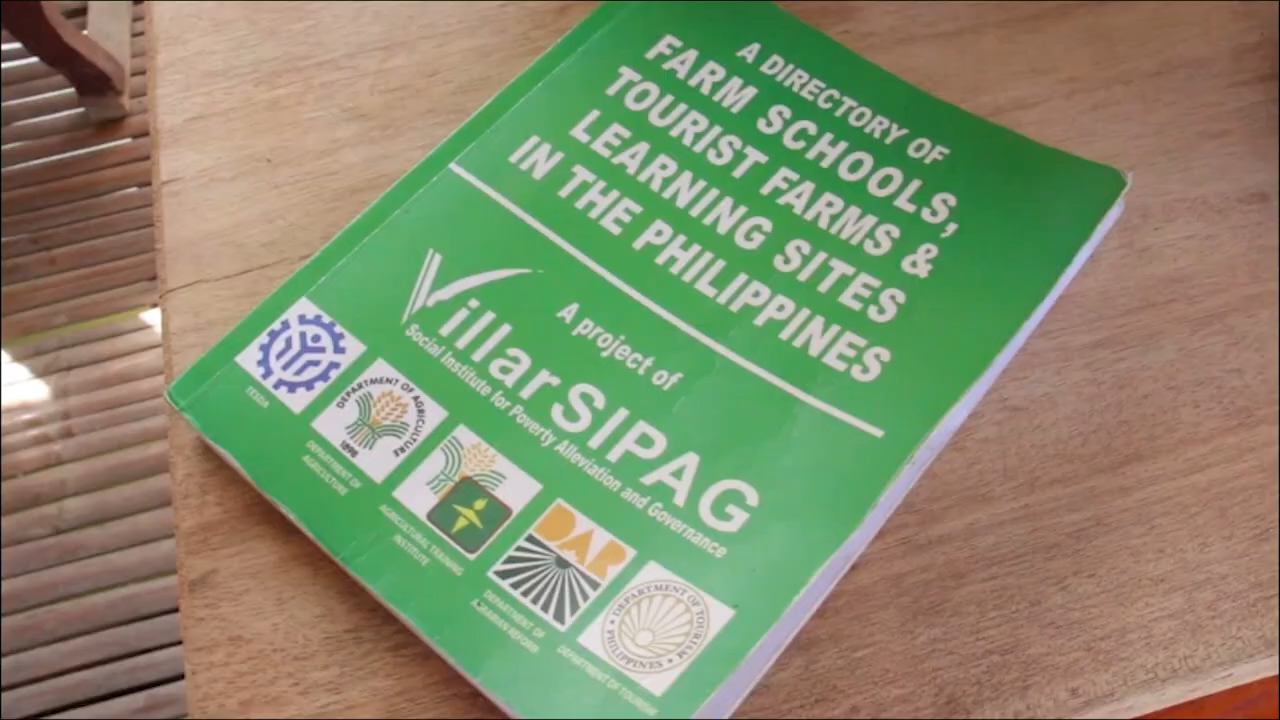 A DIRECTORY OF
FARM SCHOOLS,
TOURIST FARMS &
LEARNING SITES
IN THE PHILIPPINES
A project of
VillarSIPAG
Social Institute for Poverty Alleviation and Governance
TESDA
DEPARTMENT OF AGRICULTURE
1898
DEPARTMENT OF
AGRICULTURE
AGRICULTURAL TRAINING
INSTITUTE
DAR
DEPARTMENT OF
AGRARIAN REFORM
DEPARTMENT OF TOURISM
PHILIPPINES
DEPARTMENT OF TOURISM